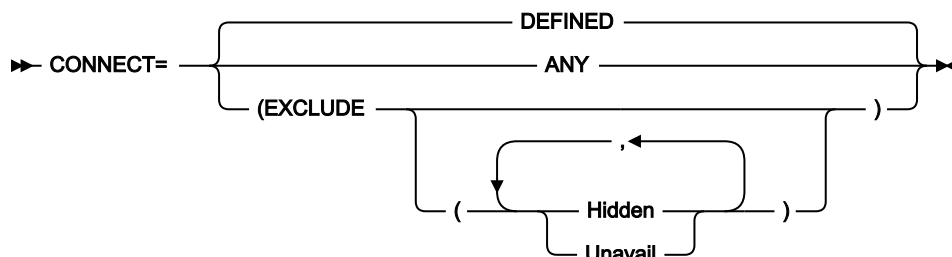 DEFINED
CONNECT=
ANY
(EXCLUDE
)
,
(
Hidden
)
Unavail